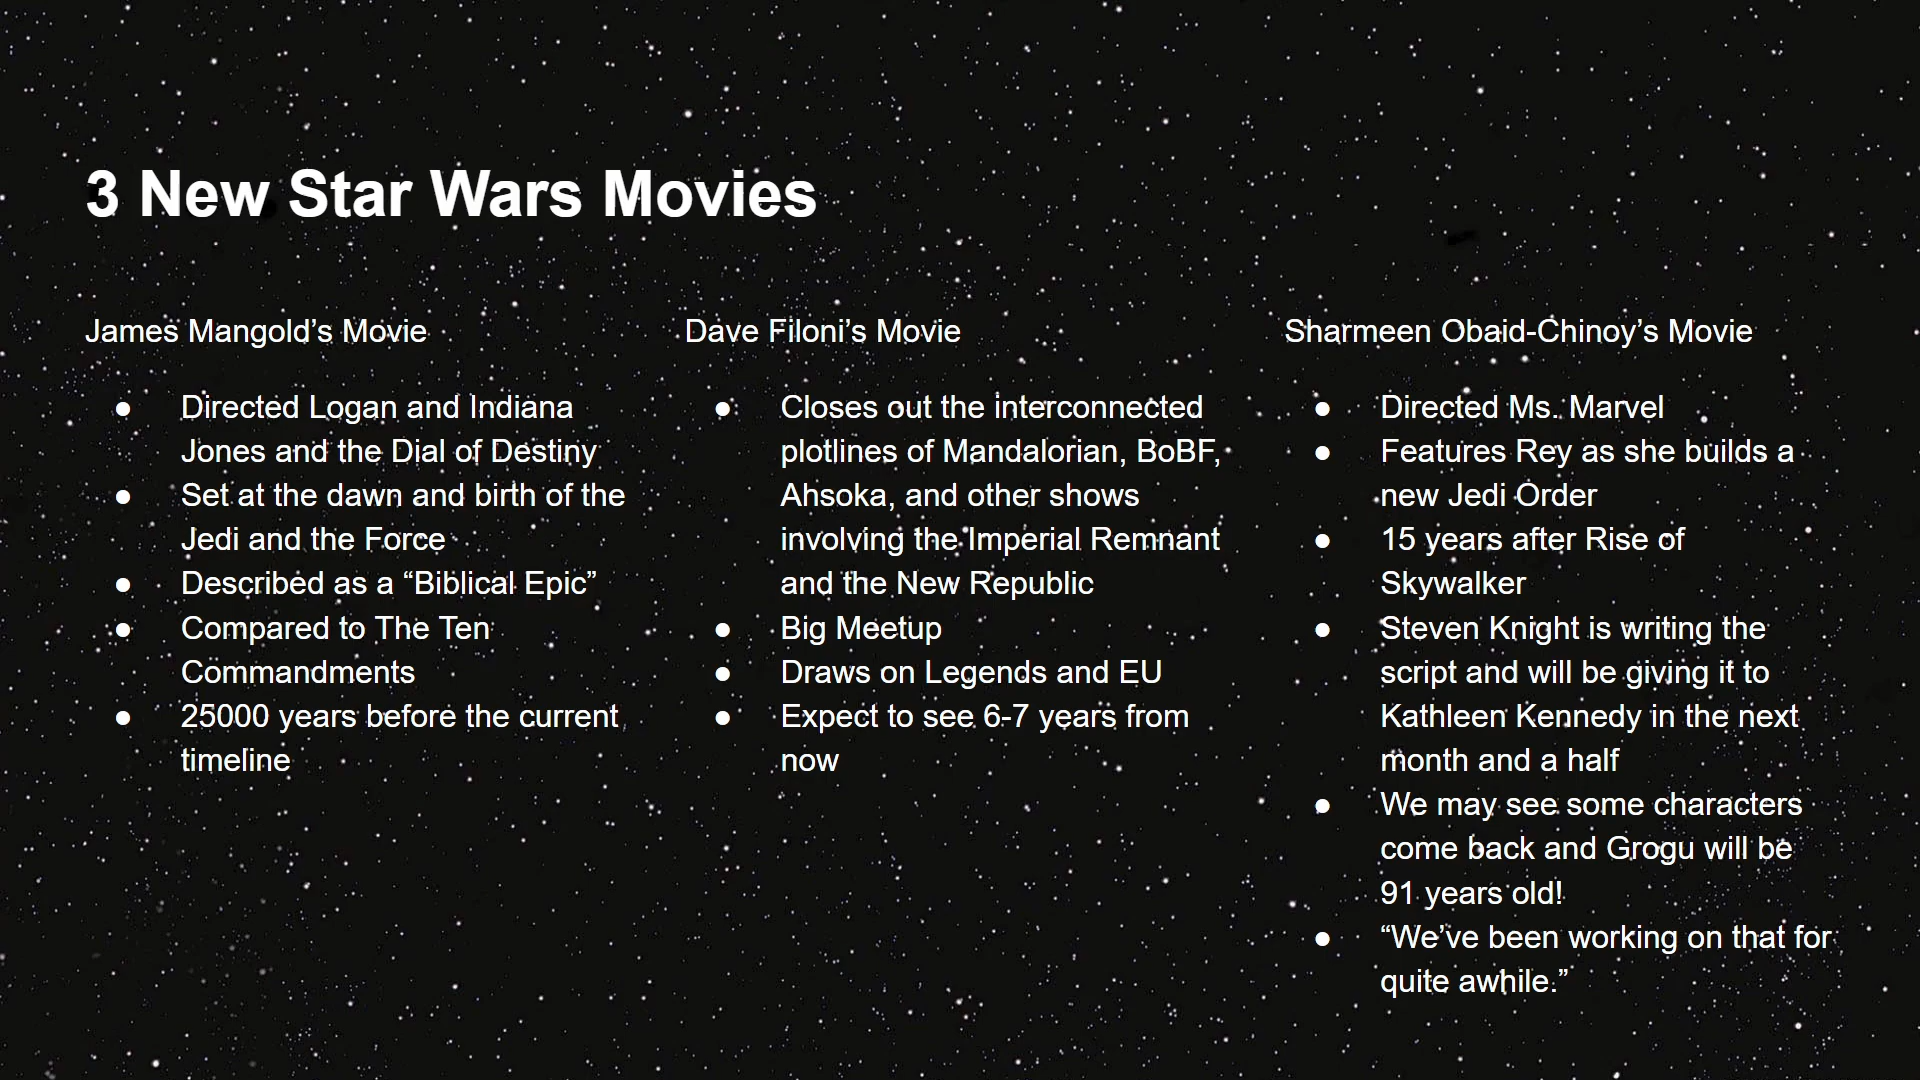 3 New Star Wars Movies
James Mangold’s Movie
● Directed Logan and Indiana
Jones and the Dial of Destiny
● Set at the dawn and birth of the
Jedi and the Force
● Described as a “Biblical Epic”
● Compared to The Ten
Commandments
● 25000 years before the current
timeline
Dave Filoni’s Movie
● Closes out the interconnected
plotlines of Mandalorian, BoBF,
Ahsoka, and other shows
involving the Imperial Remnant
and the New Republic
● Big Meetup
● Draws on Legends and EU
● Expect to see 6-7 years from
now
Sharmeen Obaid-Chinoy’s Movie
● Directed Ms. Marvel
● Features Rey as she builds a
new Jedi Order
● 15 years after Rise of
Skywalker
● Steven Knight is writing the
script and will be giving it to
Kathleen Kennedy in the next
month and a half
● We may see some characters
come back and Grogu will be
91 years old!
● “We’ve been working on that for
quite awhile.”